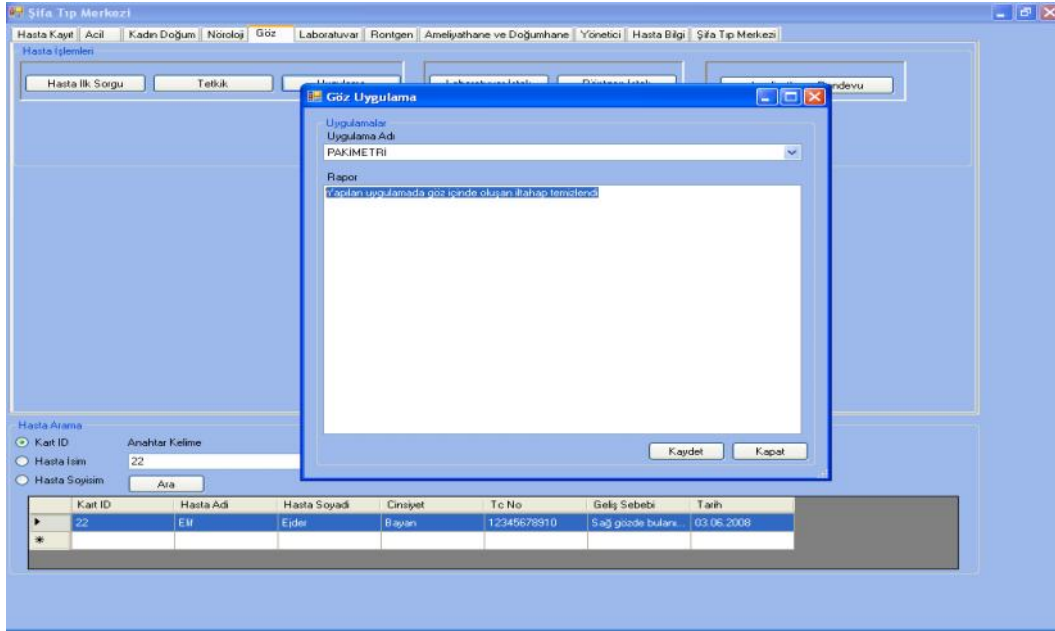 Şifa Tıp Merkezi
Hasta Kayıt Acil Kadın Doğum Nöroloji Göz Laboratuvar Rontgen Ameliyathane ve Doğumhane Yönetici Hasta Bilgi Şifa Tıp Merkezi
Hasta İşlemleri
Hasta İlk Sorgu Tetkik
Göz Uygulama
Uygulamalar
Uygulama Adı
PAKİMETRİ
Rapor
Yapılan uygulamada göz içinde oluşan iltahap temizlendi
Kaydet Kapat
Hasta Arama
Kart ID Anahtar Kelime
Hasta İsim 22
Hasta Soyisim Ara
Kart ID Hasta Adi Hasta Soyadi Cinsiyet Tc No Geliş Sebebi Tarih
22 Elif Ejder Bayan 12345678910 Sağ gözde bulanı... 03.06.2008